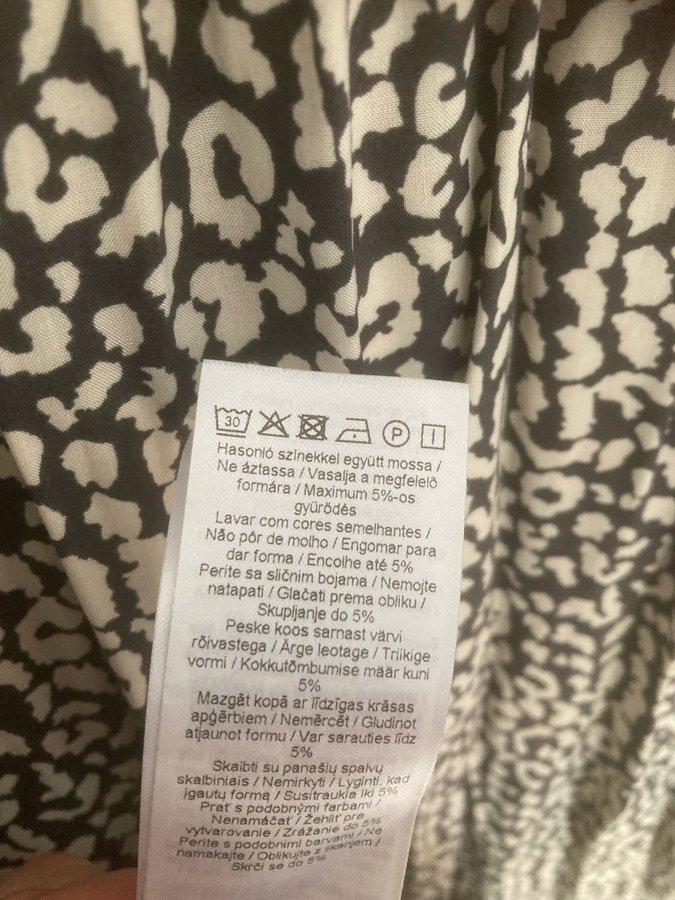 30 P
Hasonló színekkel együtt mossa /
Ne áztassa / Vasalja a megfelelő
formára / Maximum 5%-os
gyűrődés
Lavar com cores semelhantes /
Não pôr de molho / Engomar para
dar forma / Encolhe até 5%
Perite sa sličnim bojama / Nemojte
natapati / Glačati prema obliku /
Skupljanje do 5%
Peske koos sarnast värvi
rõivastega / Ärge leotage / Triikige
vormi / Kokkutõmbumise määr kuni
5%
Mazgāt kopā ar līdzīgas krāsas
apģērbiem / Nemērcēt / Gludinot
atjaunot formu / Var sarauties līdz
5%
Skalbti su panašių spalvų
skalbiniais / Nemirkyti / Lyginti, kad
įgautų formą / Susitraukia iki 5%
Prať s podobnými farbami /
Nenamáčať / Žehliť pre
vytvarovanie / Zrážanie do 5%
Perite s podobnimi barvami / Ne
namakajte / Oblikujte z likanjem /
Skrči se do 5%